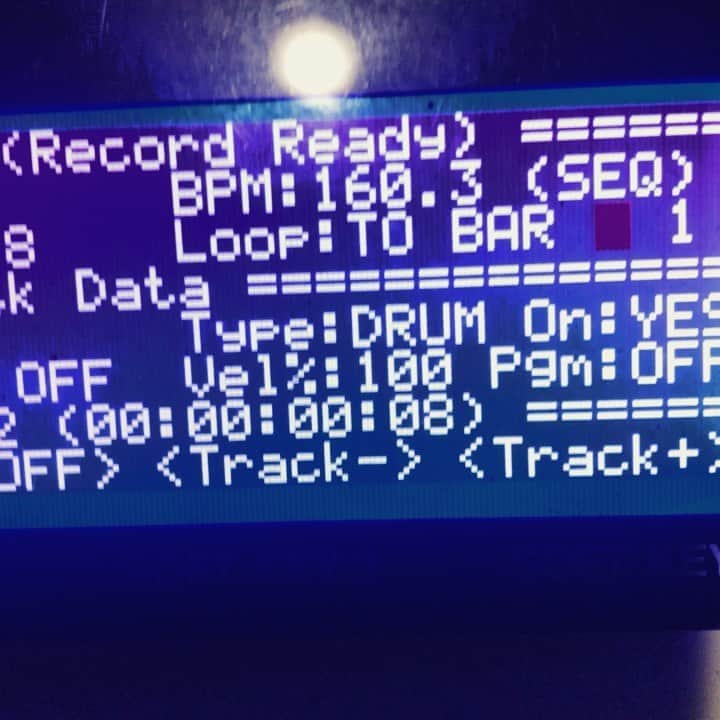 (Record Ready) ======
BPM:160.3 (SEQ)
8 Loop:TO BAR 1
k Data ===============
Type:DRUM On:YES
OFF Vel%:100 Pgm:OFF
2 (00:00:00:08) ======
OFF> <Track-> <Track+>